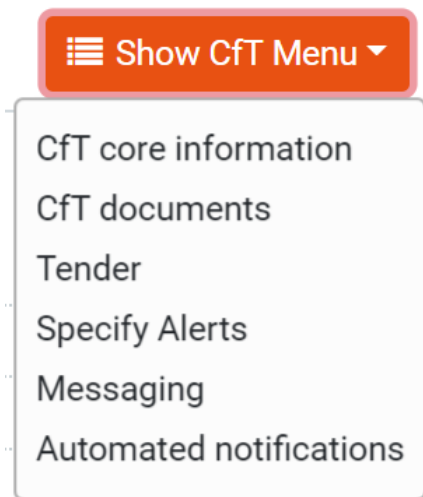 Show CfT Menu
CfT core information
CfT documents
Tender
Specify Alerts
Messaging
Automated notifications